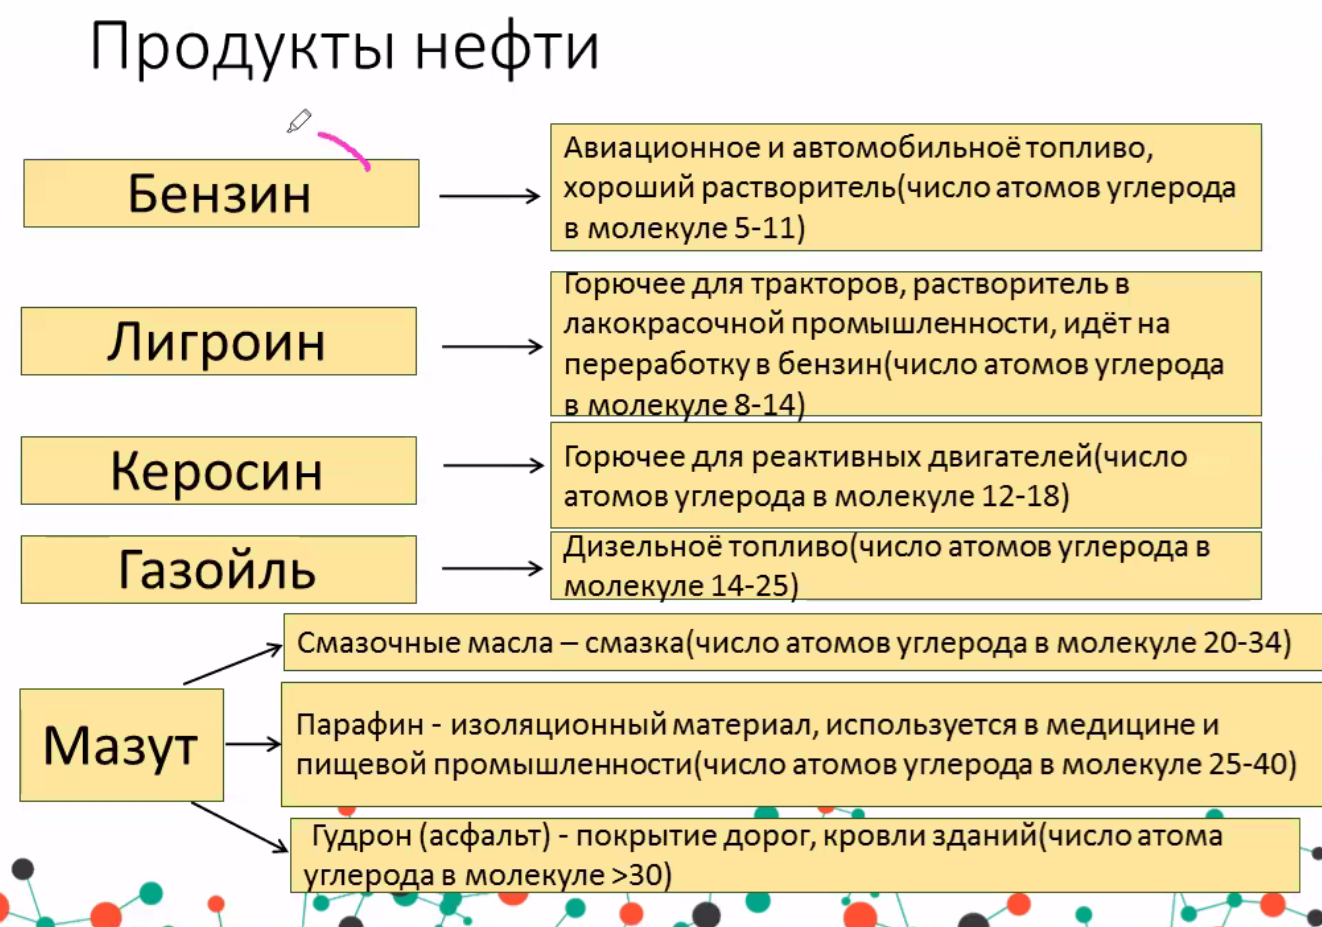 Продукты нефти
Бензин
Авиационное и автомобильноё топливо,
хороший растворитель(число атомов углерода
в молекуле 5-11)
Лигроин
Горючее для тракторов, растворитель в
лакокрасочной промышленности, идёт на
переработку в бензин(число атомов углерода
в молекуле 8-14)
Керосин
Горючее для реактивных двигателей(число
атомов углерода в молекуле 12-18)
Газойль
Дизельноё топливо(число атомов углерода в
молекуле 14-25)
Мазут
Смазочные масла – смазка(число атомов углерода в молекуле 20-34)
Парафин - изоляционный материал, используется в медицине и
пищевой промышленности(число атомов углерода в молекуле 25-40)
Гудрон (асфальт) - покрытие дорог, кровли зданий(число атома
углерода в молекуле >30)